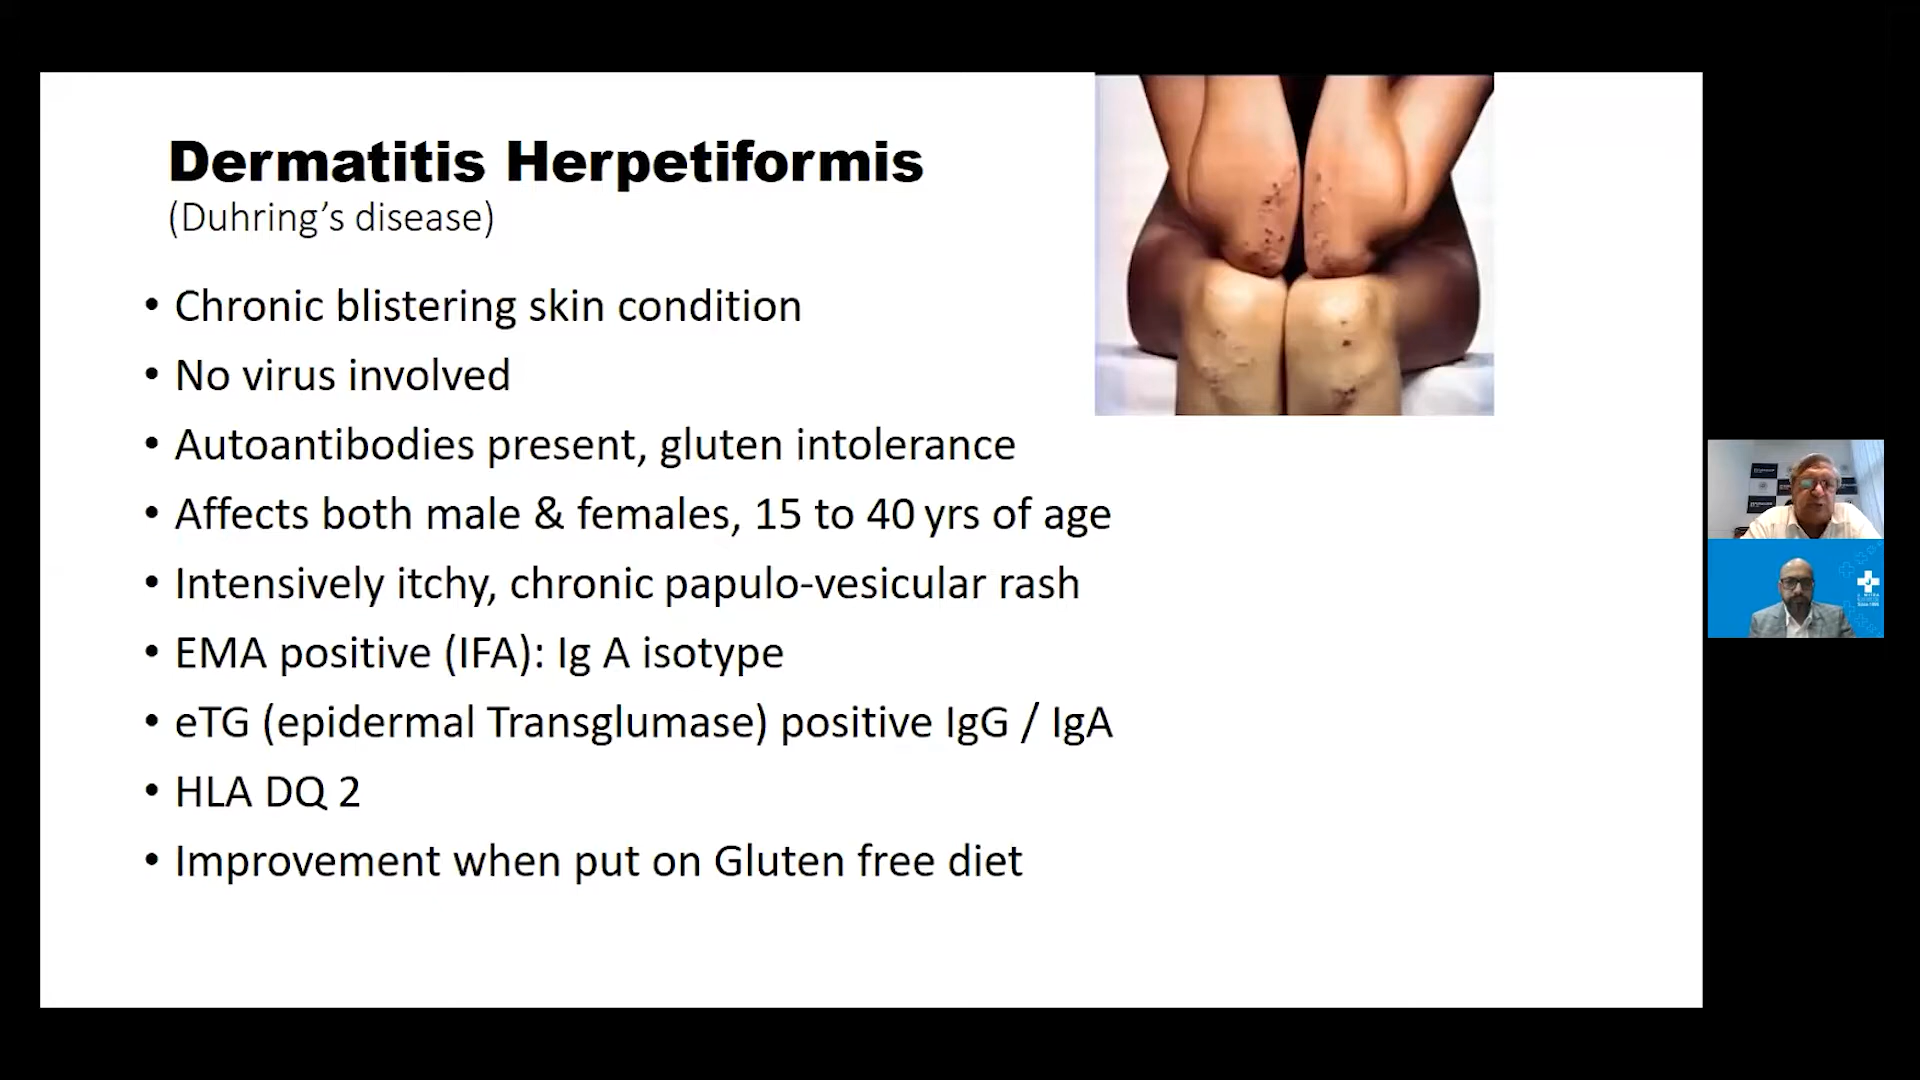 Dermatitis Herpetiformis
(Duhring’s disease)
• Chronic blistering skin condition
• No virus involved
• Autoantibodies present, gluten intolerance
• Affects both male & females, 15 to 40 yrs of age
• Intensively itchy, chronic papulo-vesicular rash
• EMA positive (IFA): Ig A isotype
• eTG (epidermal Transglumase) positive IgG / IgA
• HLA DQ 2
• Improvement when put on Gluten free diet